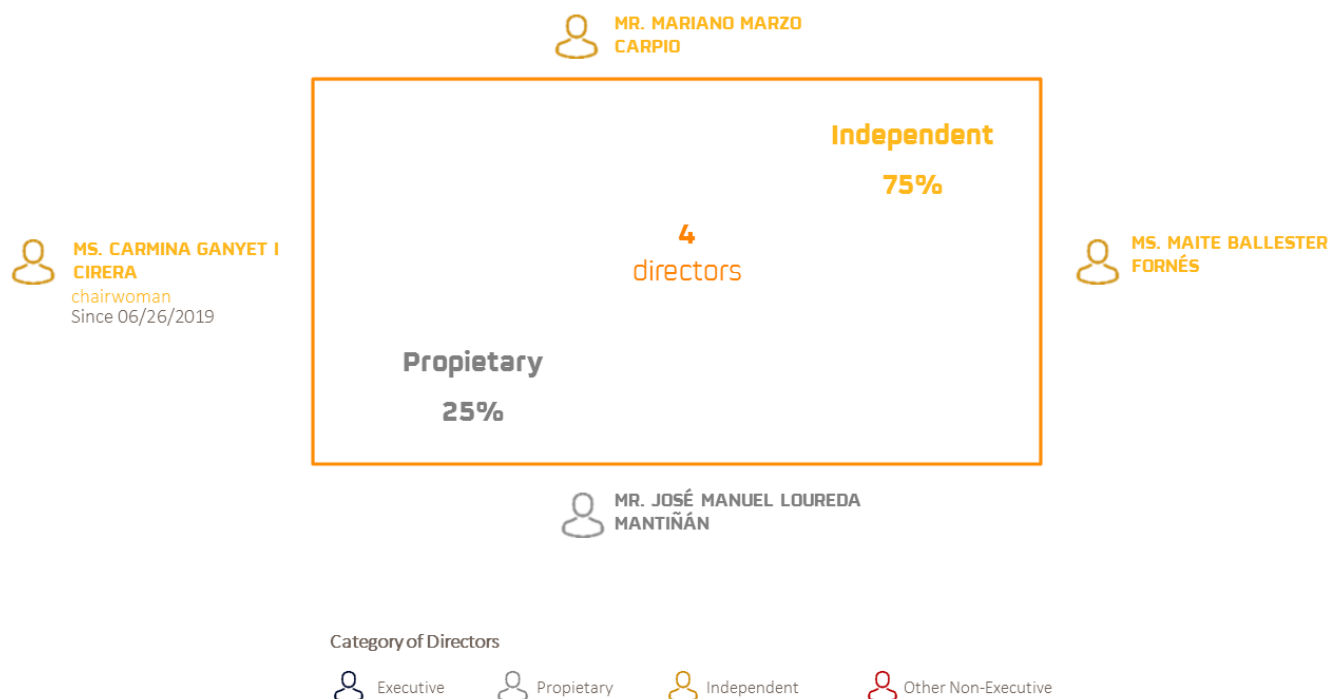 MR. MARIANO MARZO
CARPIO
Independent
75%
4
directors
MS. CARMINA GANYET I
CIRERA
chairwoman
Since 06/26/2019
MS. MAITE BALLESTER
FORNÉS
Propietary
25%
MR. JOSÉ MANUEL LOUREDA
MANTIÑÁN
Category of Directors
Executive
Propietary
Independent
Other Non-Executive